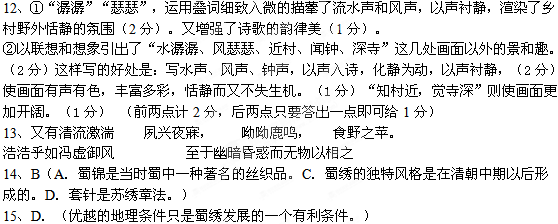 12、①“潺潺”“瑟瑟”，运用叠词细致入微的描摹了流水声和风声，以声衬静，渲染了乡
村野外恬静的氛围（2 分）。又增强了诗歌的韵律美（1 分）。
②以联想和想象引出了“水潺潺、风瑟瑟、近村、闻钟、深寺”这几处画面以外的景和趣。
（2 分）这样写的好处是：写水声、风声、钟声，以声入诗，化静为动，以声衬静，（2 分）
使画面有声有色，丰富多彩，恬静而又不失生机。（1 分）“知村近，觉寺深”则使画面更
加开阔。（1 分） （前两点计 2 分，后两点只要答出一点即可给 1 分）
13、又有清流激湍 夙兴夜寐， 呦呦鹿鸣， 食野之苹。
浩浩乎如冯虚御风 至于幽暗昏惑而无物以相之
14、B（A．蜀锦是当时蜀中一种著名的丝织品。C．蜀绣的独特风格是在清朝中期以后形
成的。D．套针是苏绣章法。）
15、D．（优越的地理条件只是蜀绣发展的一个有利条件。）